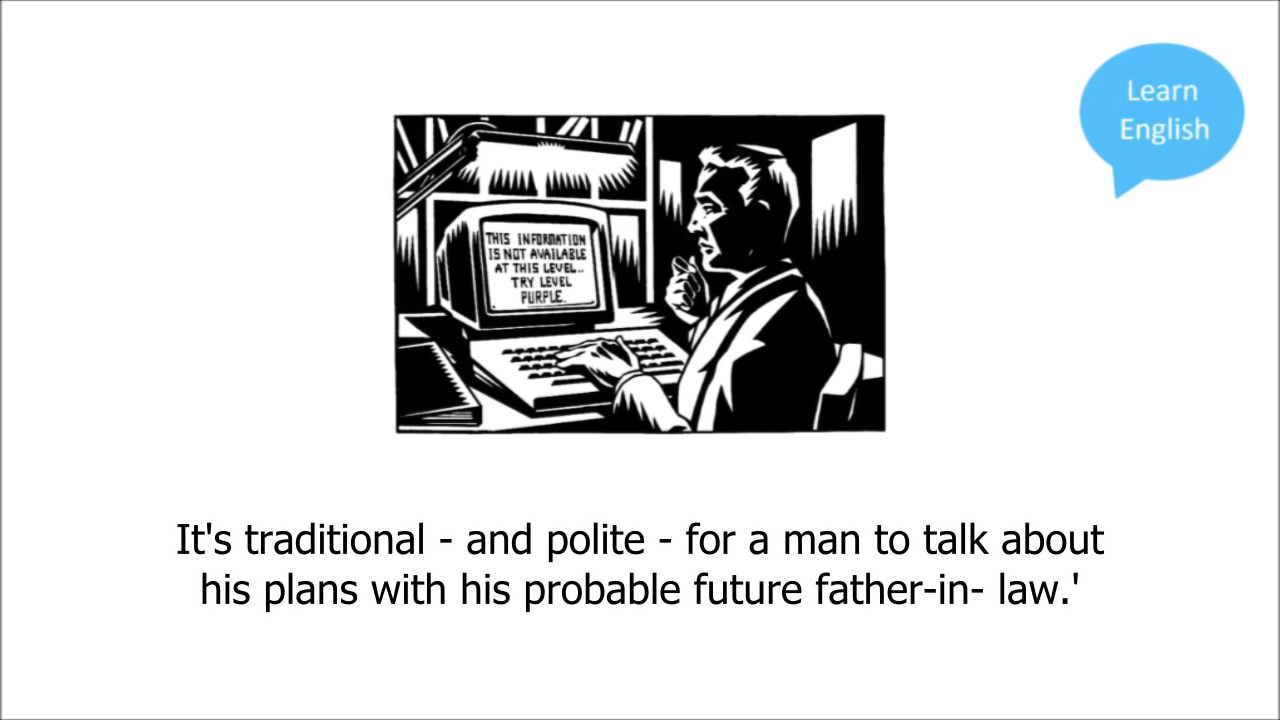 Learn
English
THIS INFORMATION
IS NOT AVAILABLE
AT THIS LEVEL..
TRY LEVEL
PURPLE.
It's traditional - and polite - for a man to talk about
his plans with his probable future father-in- law.'